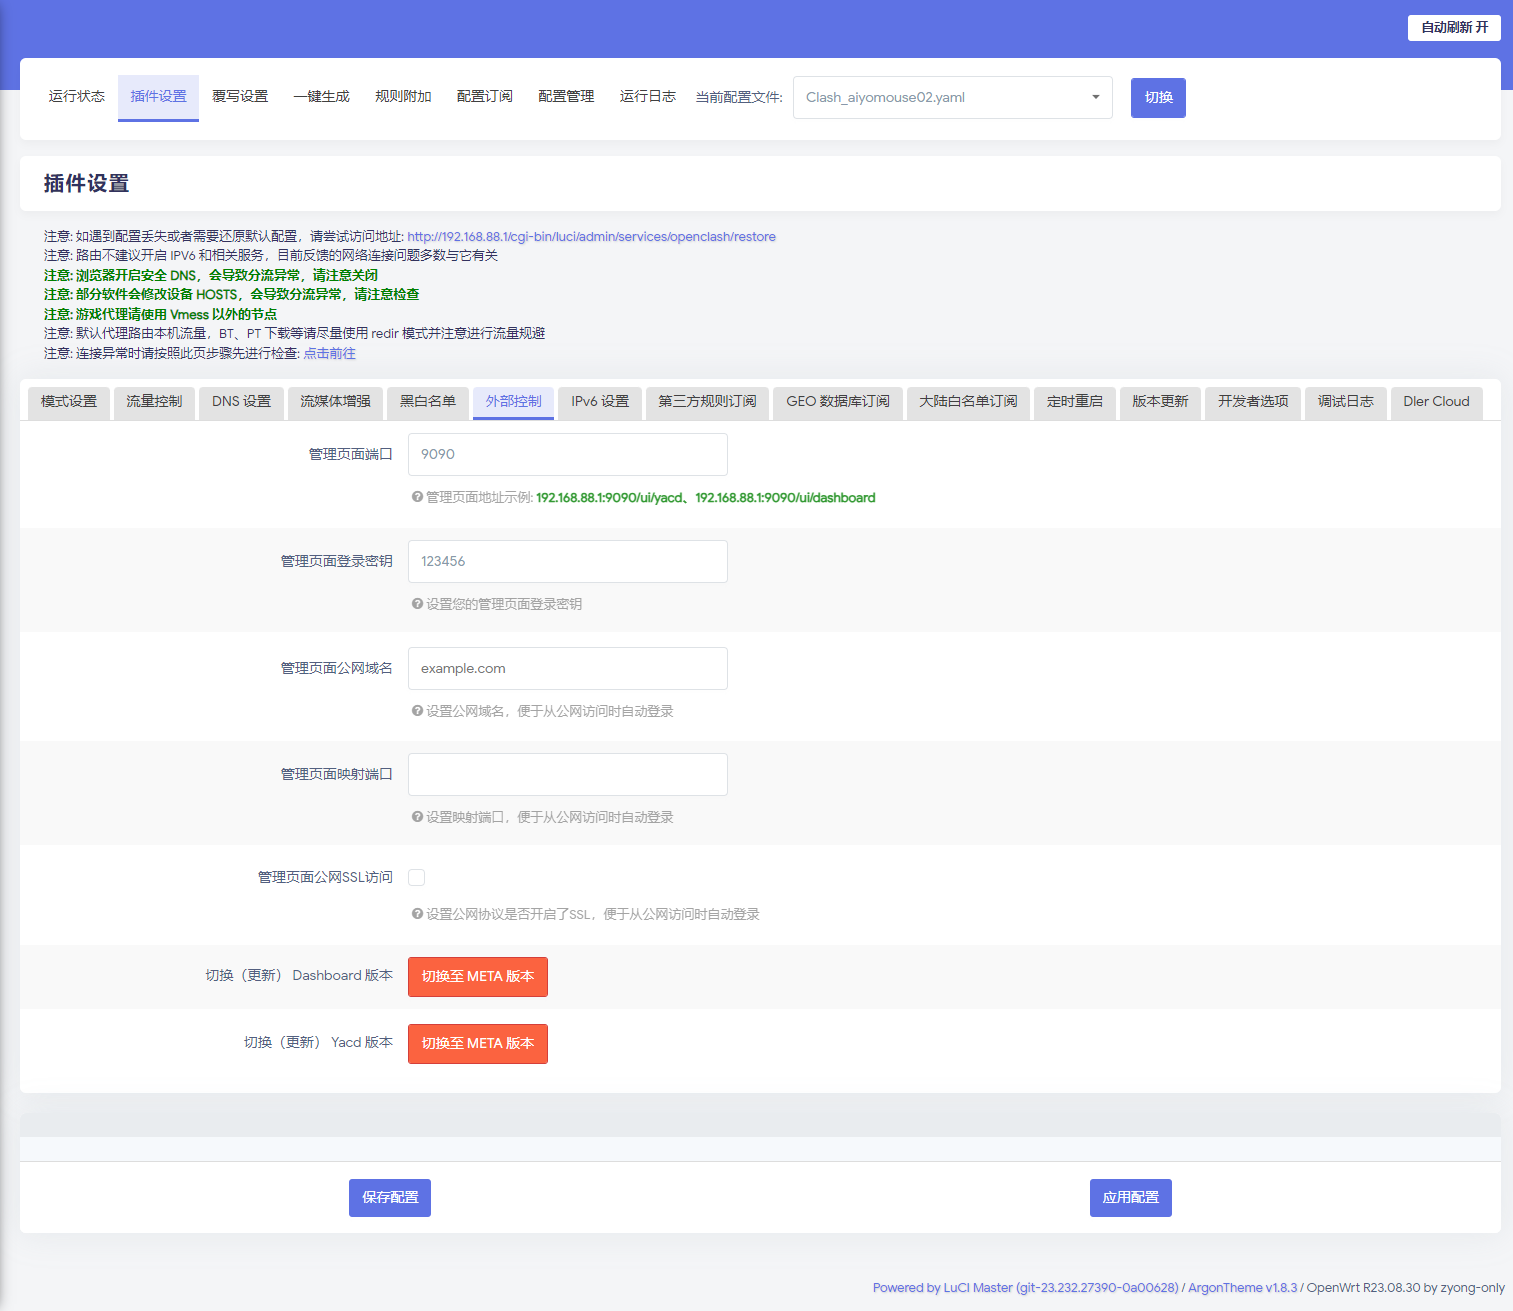 自动刷新 开
运行状态 插件设置 覆写设置 一键生成 规则附加 配置订阅 配置管理 运行日志 当前配置文件: Clash_aiyomouse02.yaml 切换
插件设置
注意: 如遇到配置丢失或者需要还原默认配置，请尝试访问地址: http://192.168.88.1/cgi-bin/luci/admin/services/openclash/restore
注意: 路由不建议开启 IPV6 和相关服务，目前反馈的网络连接问题多数与它有关
注意: 浏览器开启安全 DNS，会导致分流异常，请注意关闭
注意: 部分软件会修改设备 HOSTS，会导致分流异常，请注意检查
注意: 游戏代理请使用 Vmess 以外的节点
注意: 默认代理路由本机流量，BT、PT 下载等请尽量使用 redir 模式并注意进行流量规避
注意: 连接异常时请按照此页步骤先进行检查: 点击前往
模式设置 流量控制 DNS 设置 流媒体增强 黑白名单 外部控制 IPv6 设置 第三方规则订阅 GEO 数据库订阅 大陆白名单订阅 定时重启 版本更新 开发者选项 调试日志 Dler Cloud
管理页面端口 9090
管理页面地址示例: 192.168.88.1:9090/ui/yacd、192.168.88.1:9090/ui/dashboard
管理页面登录密钥 123456
设置您的管理页面登录密钥
管理页面公网域名 example.com
设置公网域名，便于从公网访问时自动登录
管理页面映射端口
设置映射端口，便于从公网访问时自动登录
管理页面公网SSL访问
设置公网协议是否开启了SSL，便于从公网访问时自动登录
切换（更新） Dashboard 版本 切换至 META 版本
切换（更新） Yacd 版本 切换至 META 版本
保存配置 应用配置
Powered by LuCI Master (git-23.232.27390-0a00628) / ArgonTheme v1.8.3 / OpenWrt R23.08.30 by zyong-only